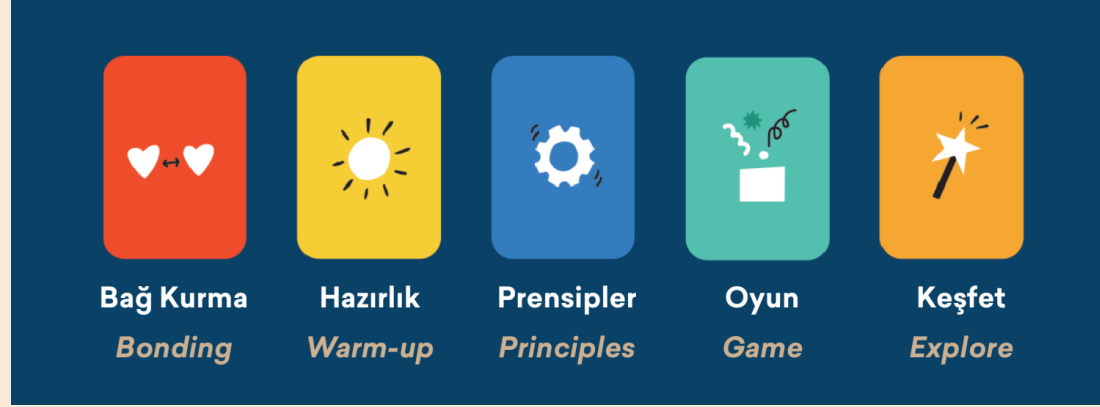 Bağ Kurma Hazırlık Prensipler Oyun Keşfet
Bonding Warm-up Principles Game Explore